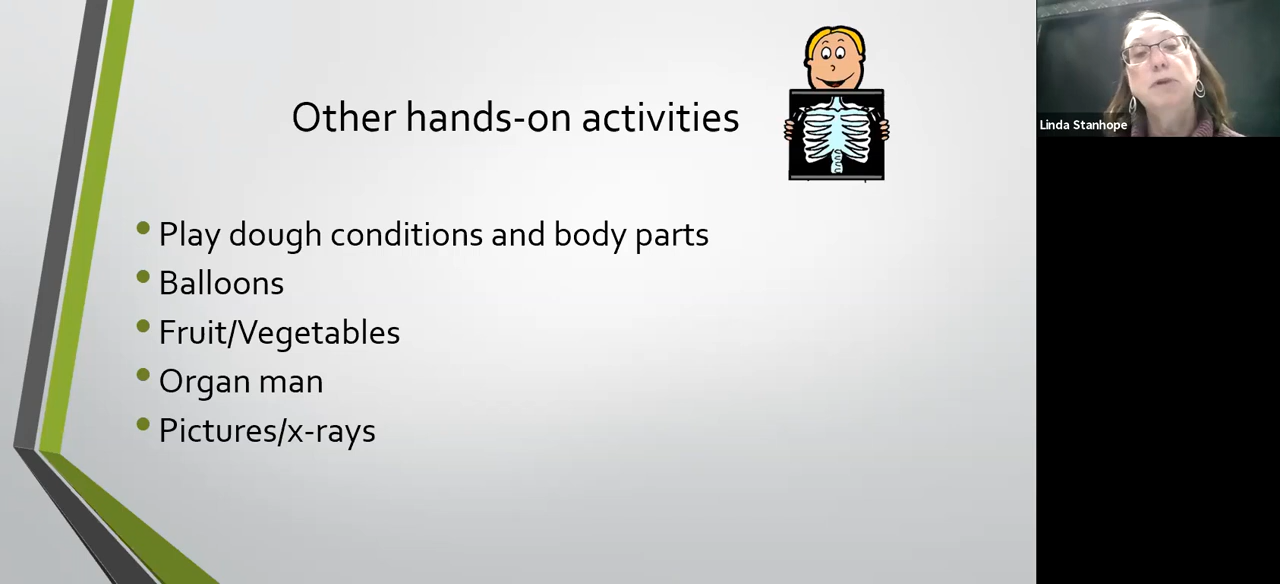 Other hands-on activities
Linda Stanhope
Play dough conditions and body parts
Balloons
Fruit/Vegetables
Organ man
Pictures/x-rays